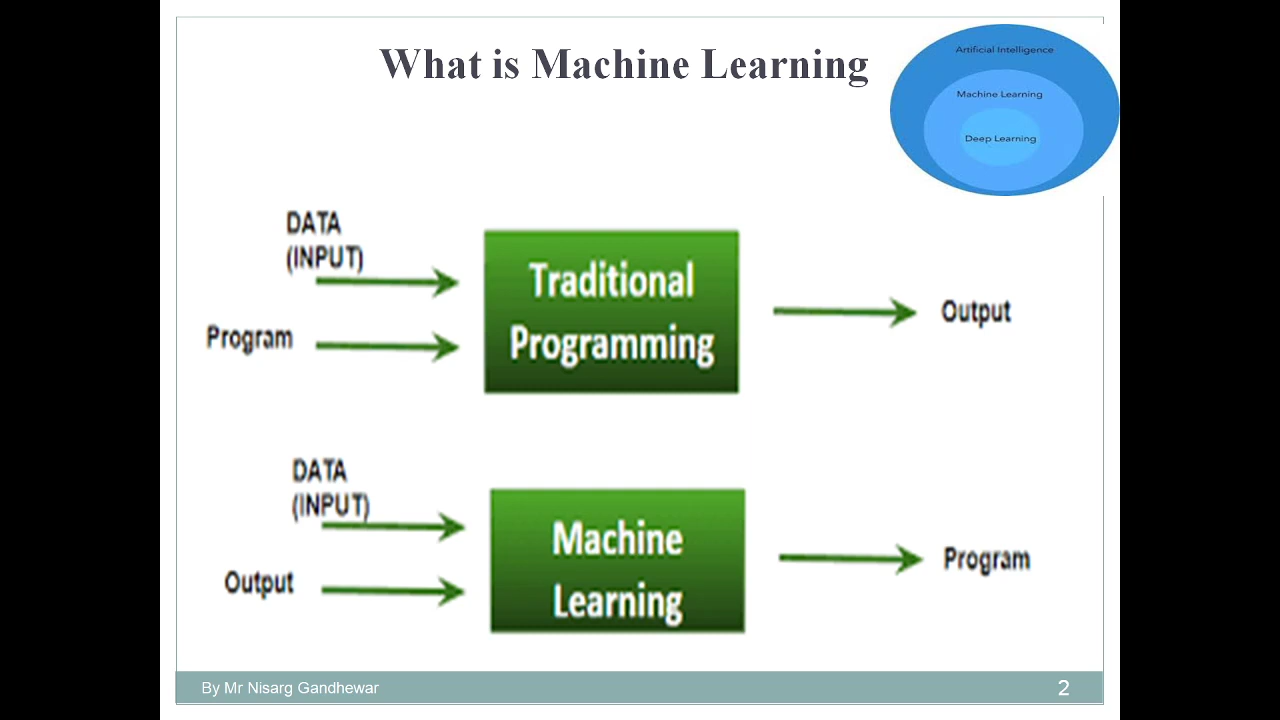 What is Machine Learning
Artificial Intelligence
Machine Learning
Deep Learning
DATA
(INPUT)
Program
Traditional
Programming
Output
DATA
(INPUT)
Output
Machine
Learning
Program
By Mr Nisarg Gandhewar
2